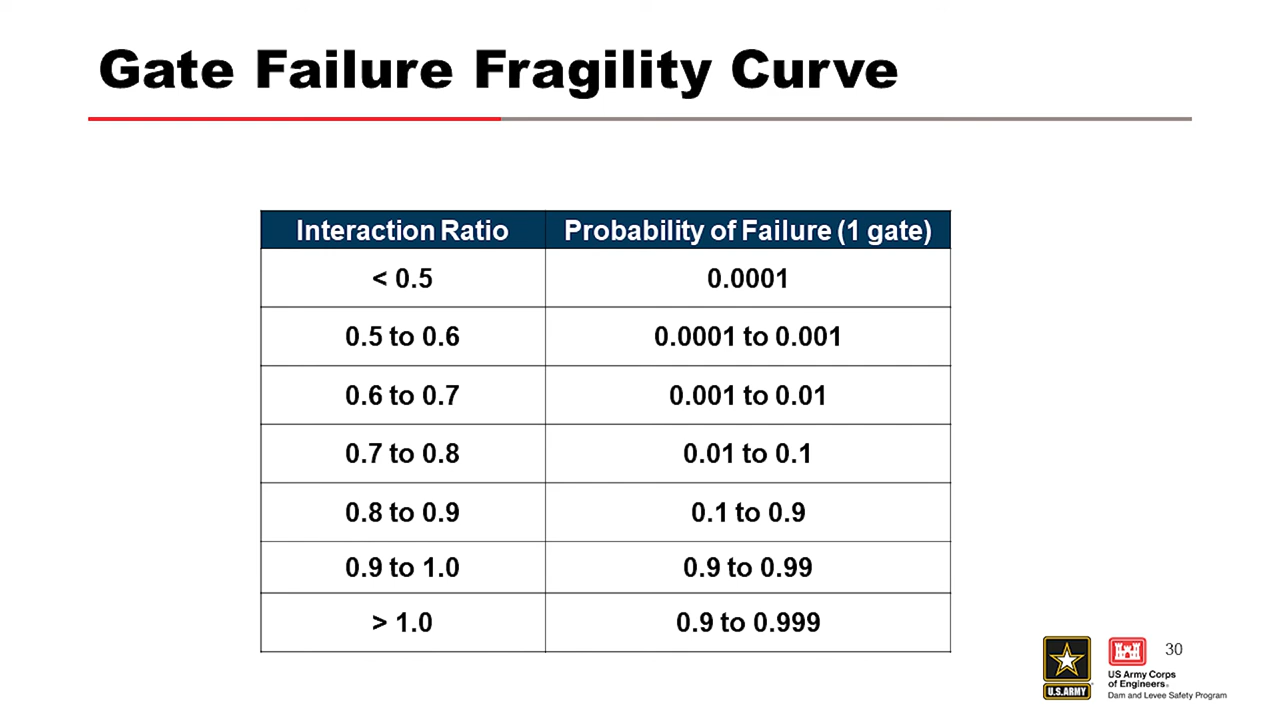 Gate Failure Fragility Curve
Interaction Ratio Probability of Failure (1 gate)
< 0.5 0.0001
0.5 to 0.6 0.0001 to 0.001
0.6 to 0.7 0.001 to 0.01
0.7 to 0.8 0.01 to 0.1
0.8 to 0.9 0.1 to 0.9
0.9 to 1.0 0.9 to 0.99
> 1.0 0.9 to 0.999
30
U.S.ARMY
US Army Corps
of Engineers®
Dam and Levee Safety Program